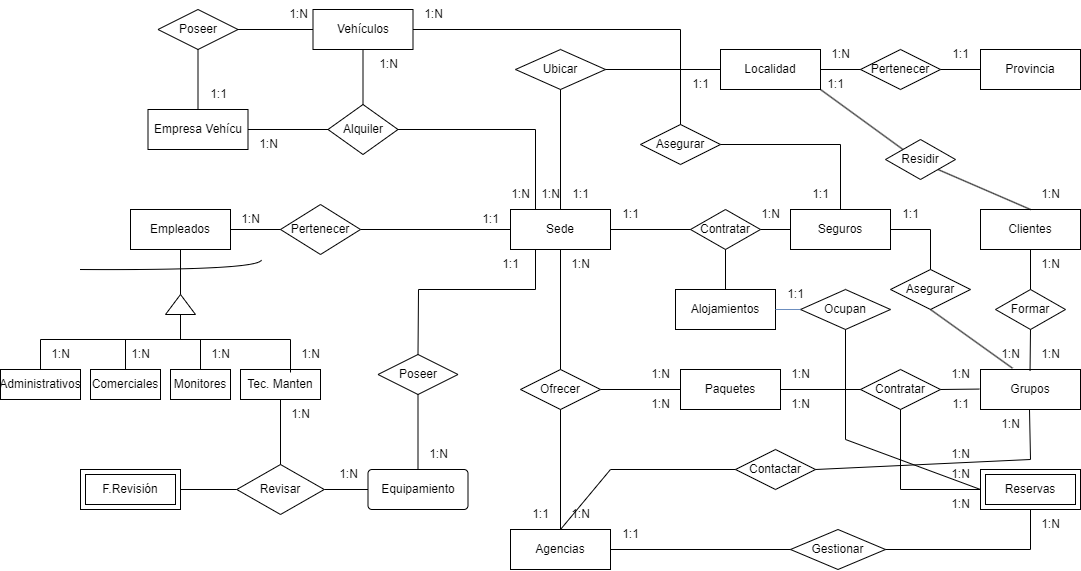 1:N
1:N
Poseer
Vehículos
1:N
1:N
Ubicar
Localidad
Pertenecer
1:1
Provincia
1:1
1:1
1:1
Empresa Vehícu
Alquiler
1:N
Asegurar
Residir
1:N
1:N
1:1
1:1
1:N
Empleados
1:N
Pertenecer
1:1
Sede
1:1
Contratar
1:N
Seguros
1:1
Clientes
1:1
1:N
1:N
Asegurar
1:1
Alojamientos
Ocupan
Formar
1:N
1:N
1:N
1:N
1:N
1:N
Administrativos
Comerciales
Monitores
Tec. Manten
Poseer
Ofrecer
1:N
Paquetes
1:N
Contratar
1:N
Grupos
1:N
1:N
1:N
1:1
1:N
1:N
1:N
Contactar
1:N
F.Revisión
Revisar
1:N
Equipamiento
1:N
Reservas
1:N
1:1
1:N
1:N
Agencias
1:1
Gestionar